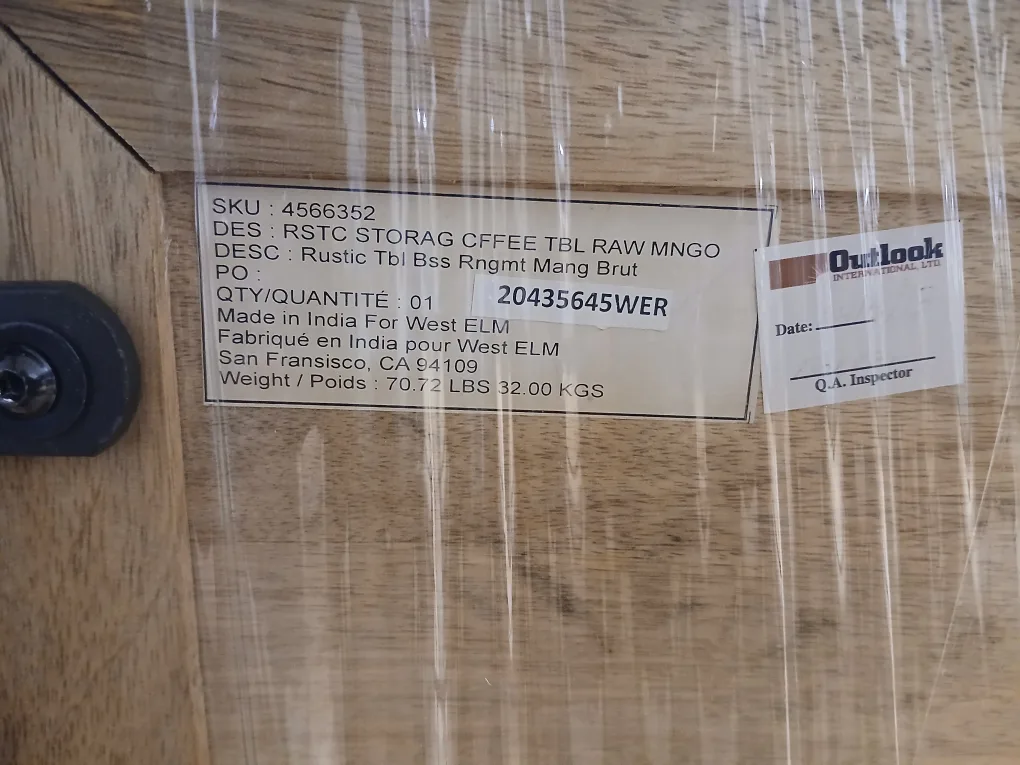 SKU : 4566352
DES : RSTC STORAG CFFEE TBL RAW MNGO
DESC : Rustic Tbl Bss Rngmt Mang Brut
PO :
20435645WER
QTY/QUANTITÉ : 01
Made in India For West ELM
Fabriqué en India pour West ELM
San Fransisco, CA 94109
Weight / Poids : 70.72 LBS 32.00 KGS
Outlook
INTERNATIONAL LTD.
Date:
Q.A. Inspector